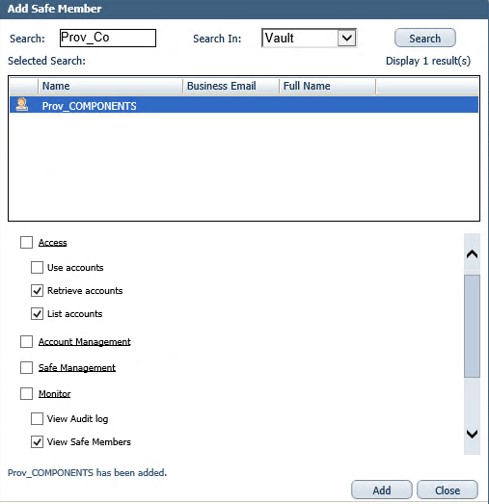 Add Safe Member
Search: Prov_Co Search In: Vault Search
Selected Search: Display 1 result(s)
Name Business Email Full Name
Prov_COMPONENTS
Access
Use accounts
Retrieve accounts
List accounts
Account Management
Safe Management
Monitor
View Audit log
View Safe Members
Prov_COMPONENTS has been added.
Add Close